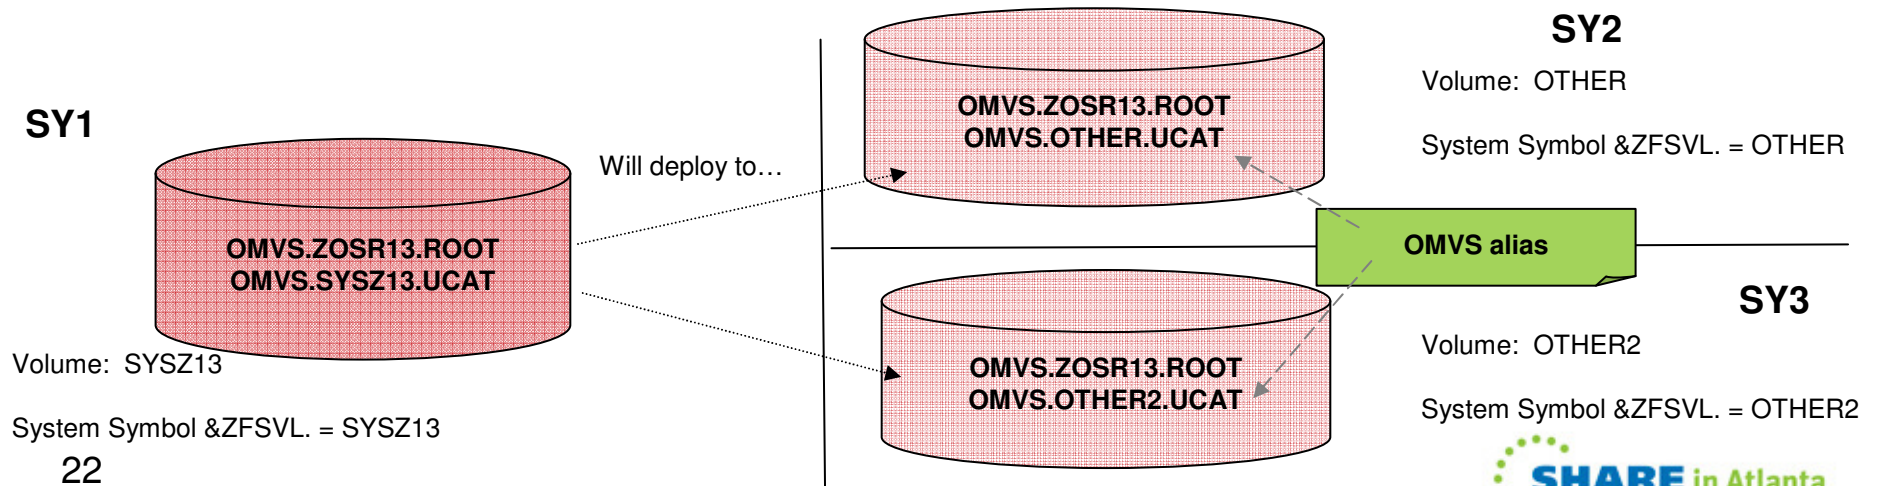 SY1
OMVS.ZOSR13.ROOT
OMVS.SYSZ13.UCAT
Volume: SYSZ13
System Symbol &ZFSVL. = SYSZ13
22
Will deploy to…
OMVS.ZOSR13.ROOT
OMVS.OTHER.UCAT
SY2
Volume: OTHER
System Symbol &ZFSVL. = OTHER
OMVS alias
OMVS.ZOSR13.ROOT
OMVS.OTHER2.UCAT
SY3
Volume: OTHER2
System Symbol &ZFSVL. = OTHER2
SHARE in Atlanta